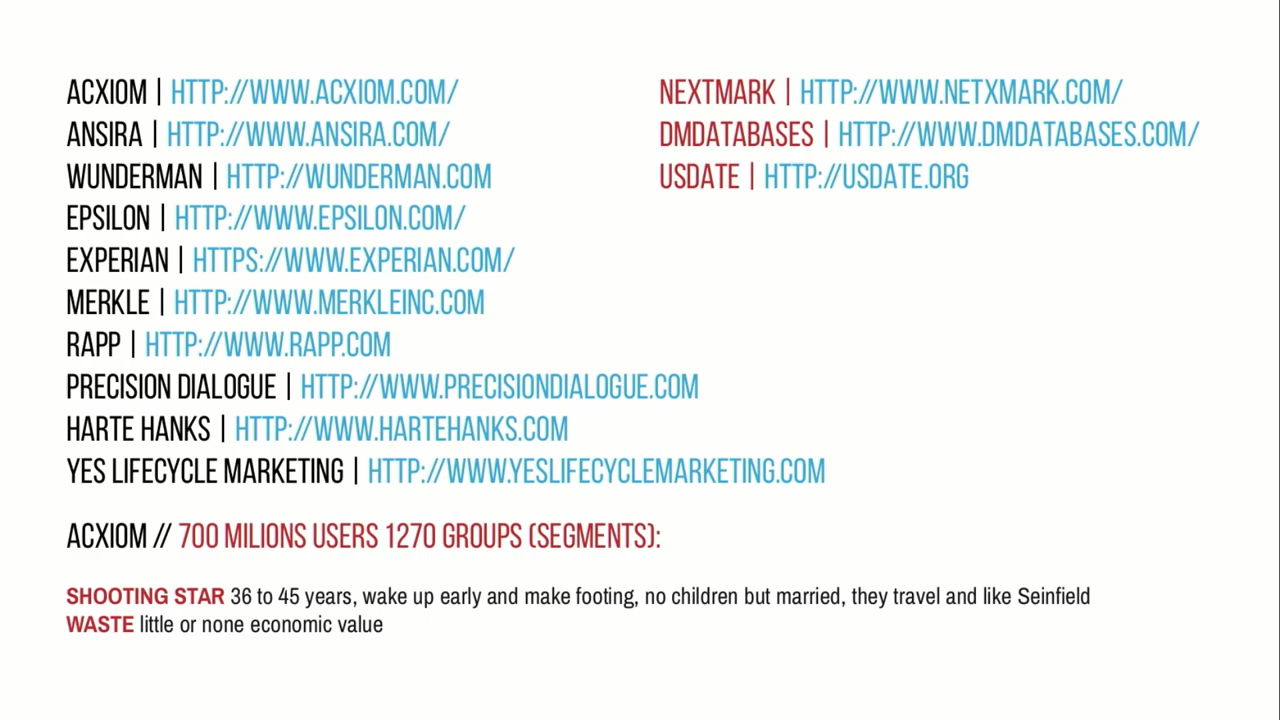 ACXIOM | HTTP://WWW.ACXIOM.COM/
ANSIRA | HTTP://WWW.ANSIRA.COM/
WUNDERMAN | HTTP://WUNDERMAN.COM
EPSILON | HTTP://WWW.EPSILON.COM/
EXPERIAN | HTTPS://WWW.EXPERIAN.COM/
MERKLE | HTTP://WWW.MERKLEINC.COM
RAPP | HTTP://WWW.RAPP.COM
PRECISION DIALOGUE | HTTP://WWW.PRECISIONDIALOGUE.COM
HARTE HANKS | HTTP://WWW.HARTEHANKS.COM
YES LIFECYCLE MARKETING | HTTP://WWW.YESLIFECYCLEMARKETING.COM
NEXTMARK | HTTP://WWW.NETXMARK.COM/
DMDATABASES | HTTP://WWW.DMDATABASES.COM/
USDATE | HTTP://USDATE.ORG
ACXIOM // 700 MILIONS USERS 1270 GROUPS (SEGMENTS):
SHOOTING STAR 36 to 45 years, wake up early and make footing, no children but married, they travel and like Seinfield
WASTE little or none economic value